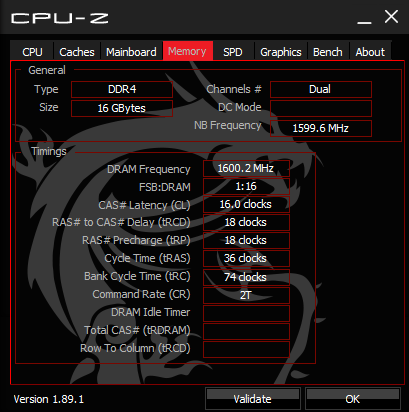 CPU-Z
CPU Caches Mainboard Memory SPD Graphics Bench About
General
Type DDR4 Channels # Dual
Size 16 GBytes DC Mode
NB Frequency 1599.6 MHz
Timings
DRAM Frequency 1600.2 MHz
FSB:DRAM 1:16
CAS# Latency (CL) 16.0 clocks
RAS# to CAS# Delay (tRCD) 18 clocks
RAS# Precharge (tRP) 18 clocks
Cycle Time (tRAS) 36 clocks
Bank Cycle Time (tRC) 74 clocks
Command Rate (CR) 2T
DRAM Idle Timer
Total CAS# (tRDRAM)
Row To Column (tRCD)
Version 1.89.1 Validate OK